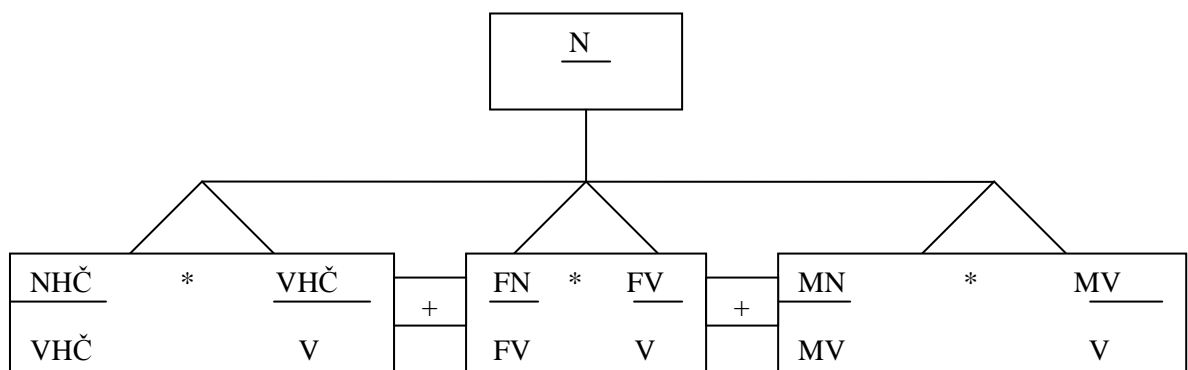 N
NHČ * VHČ
+
FN * FV
+
MN * MV
VHČ V
FV V
MV V